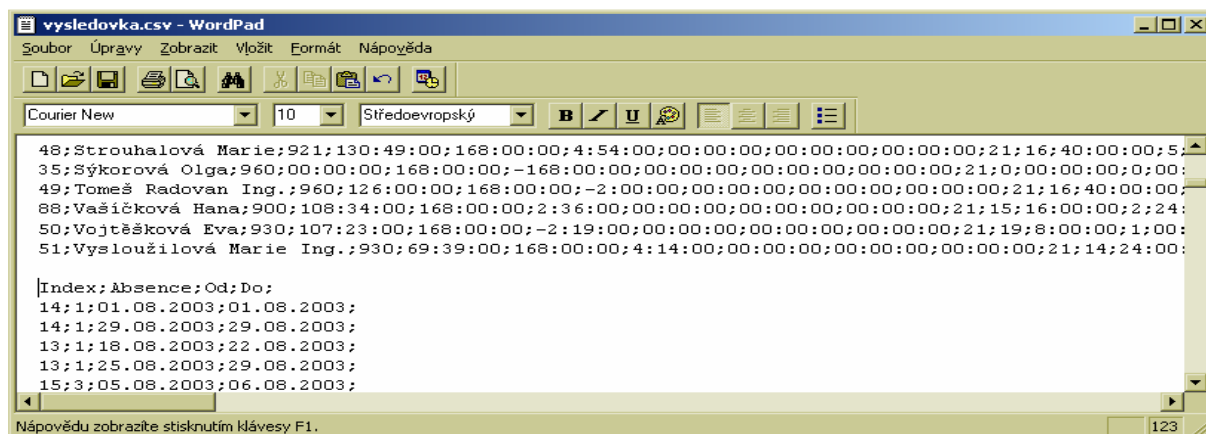 vysledovka.csv - WordPad
Soubor Úpravy Zobrazit Vložit Formát Nápověda
Courier New 10 Středoevropský B I U
48;Strouhalová Marie;921;130:49:00;168:00:00;4:54:00;00:00:00;00:00:00;00:00:00;21;16;40:00:00;5;
35;Sýkorová Olga;960;00:00:00;168:00:00;-168:00:00;00:00:00;00:00:00;00:00:00;21;0;00:00:00;0;00:
49;Tomeš Radovan Ing.;960;126:00:00;168:00:00;-2:00:00;00:00:00;00:00:00;00:00:00;21;16;40:00:00;
88;Vašíčková Hana;900;108:34:00;168:00:00;2:36:00;00:00:00;00:00:00;00:00:00;21;15;16:00:00;2;24:
50;Vojtěšková Eva;930;107:23:00;168:00:00;-2:19:00;00:00:00;00:00:00;00:00:00;21;19;8:00:00;1;00:
51;Vysloužilová Marie Ing.;930;69:39:00;168:00:00;4:14:00;00:00:00;00:00:00;00:00:00;21;14;24:00:
Index;Absence;Od;Do;
14;1;01.08.2003;01.08.2003;
14;1;29.08.2003;29.08.2003;
13;1;18.08.2003;22.08.2003;
13;1;25.08.2003;29.08.2003;
15;3;05.08.2003;06.08.2003;
Nápovědu zobrazíte stisknutím klávesy F1. 123